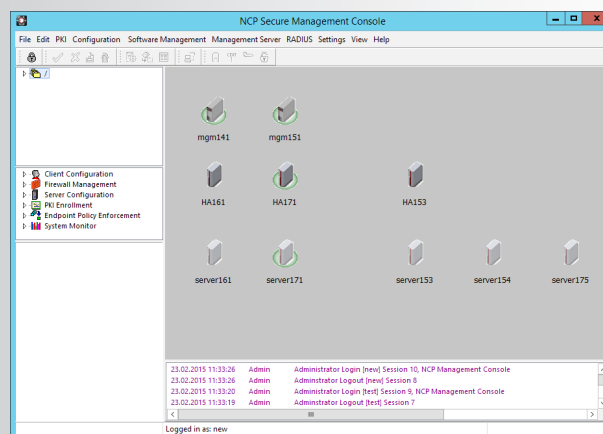 NCP Secure Management Console
File Edit PKI Configuration Software Management Management Server RADIUS Settings View Help
/
mgm141 mgm151
Client Configuration
Firewall Management
Server Configuration
PKI Enrollment
Endpoint Policy Enforcement
System Monitor
HA161 HA171 HA153
server161 server171 server153 server154 server175
23.02.2015 11:33:26 Admin Administrator Login [new] Session 10, NCP Management Console
23.02.2015 11:33:26 Admin Administrator Logout [new] Session 8
23.02.2015 11:33:20 Admin Administrator Login [test] Session 9, NCP Management Console
23.02.2015 11:33:19 Admin Administrator Logout [test] Session 7
Logged in as: new